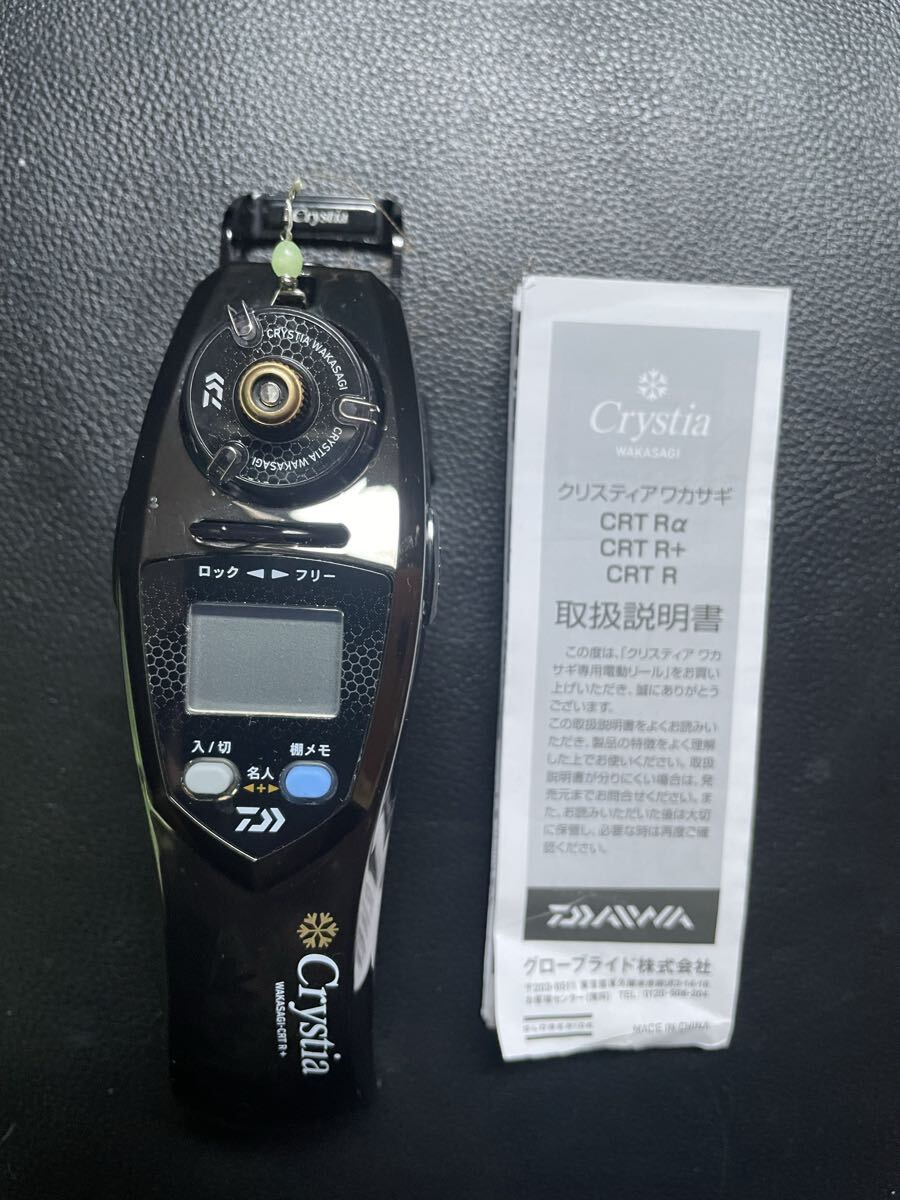 Crystia
CRYSTIA WAKASAGI
CRYSTIA WAKASAGI
ロック ◀ ▶ フリー
入/切
棚メモ
名人
◀+▶
Crystia
WAKASAGI-CRT R+
Crystia
WAKASAGI
クリスティアワカサギ
CRT Rα
CRT R+
CRT R
取扱説明書
この度は、「クリスティア ワカ
サギ専用電動リール」をお買い
上げいただき、誠にありがとう
ございます。
この取扱説明書をよくお読みい
ただき、製品の特徴をよく理解
した上でお使いください。取扱
説明書が分りにくい場合は、発
売元までお問合せください。ま
た、お読みいただいた後は大切
に保管し、必要な時は再度ご確
認ください。
DAIWA
グローブライド株式会社
MADE IN CHINA